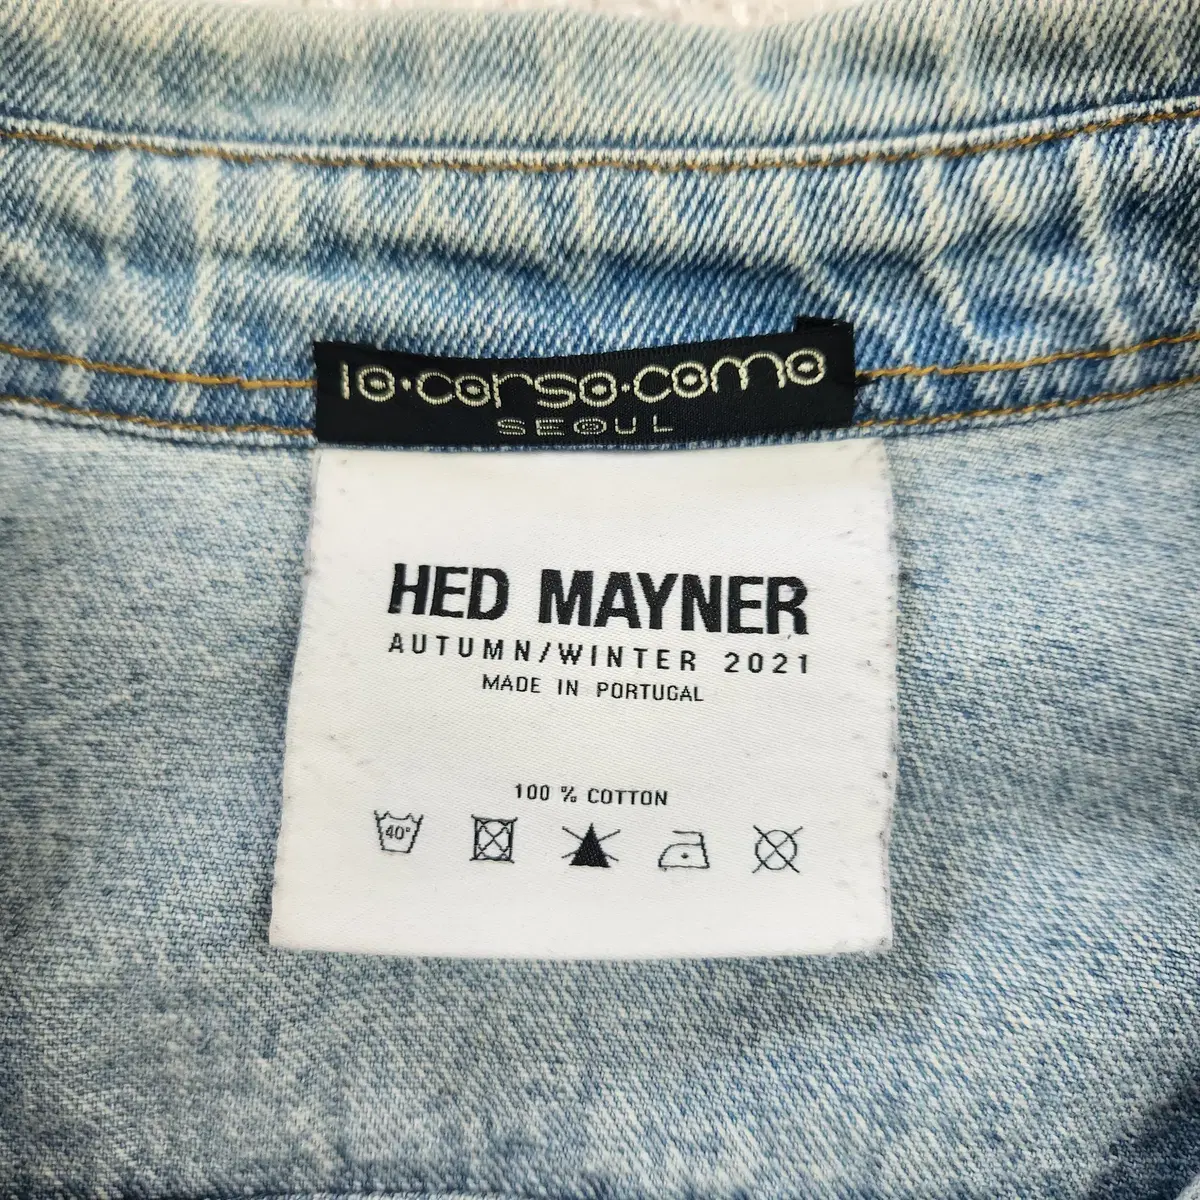 10·corso·como
SEOUL
HED MAYNER
AUTUMN/WINTER 2021
MADE IN PORTUGAL
100 % COTTON
40°